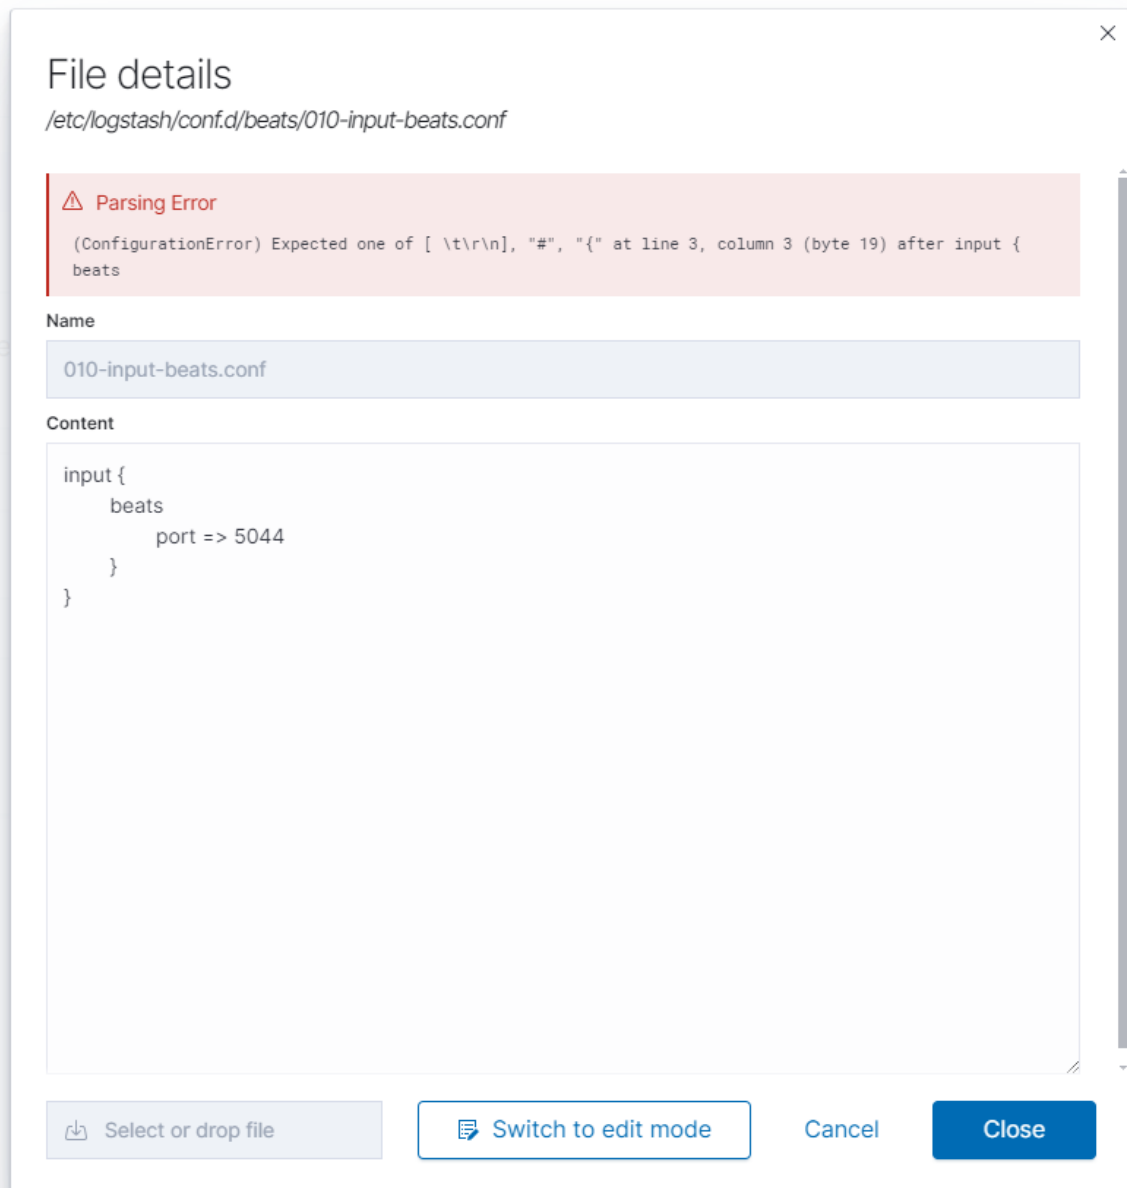 File details
/etc/logstash/conf.d/beats/010-input-beats.conf
Parsing Error
(ConfigurationError) Expected one of [ \t\r\n], "#", "{" at line 3, column 3 (byte 19) after input {
beats
Name
010-input-beats.conf
Content
input {
beats
port => 5044
}
}
Select or drop file
Switch to edit mode
Cancel
Close